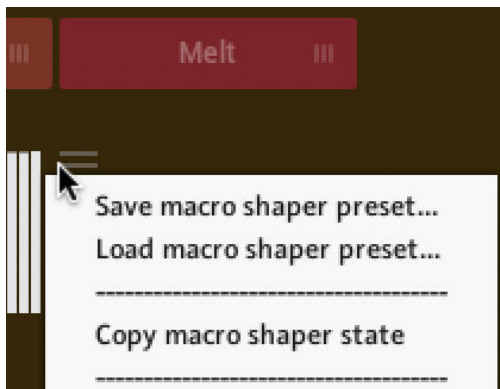 Melt
Save macro shaper preset...
Load macro shaper preset...
-------------------------------------
Copy macro shaper state
-------------------------------------